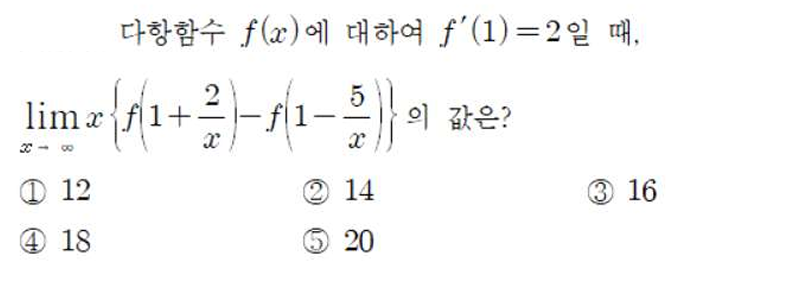 다항함수 f(x)에 대하여 f′(1)=2일 때,
lim x→∞ x{f(1+2/x)−f(1−5/x)}의 값은?
① 12 ② 14 ③ 16
④ 18 ⑤ 20